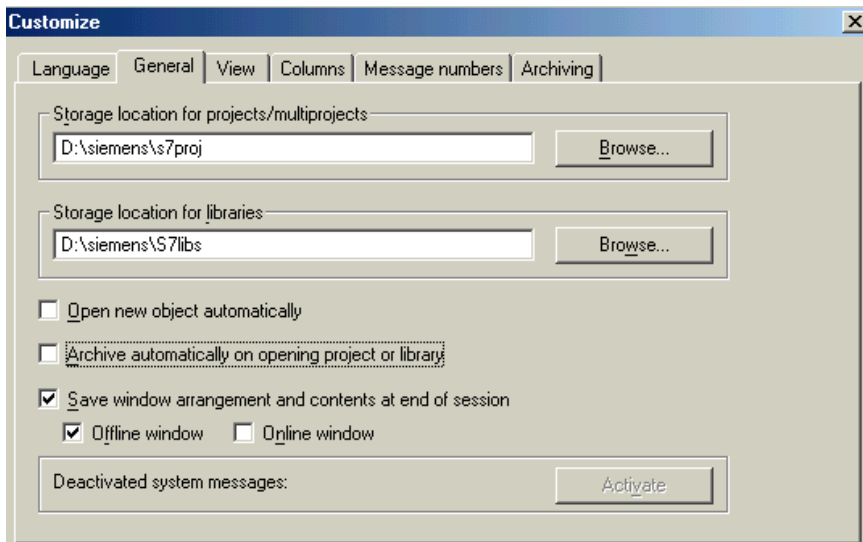 Customize
Language General View Columns Message numbers Archiving
Storage location for projects/multiprojects
D:\siemens\s7proj Browse...
Storage location for libraries
D:\siemens\S7libs Browse...
Open new object automatically
Archive automatically on opening project or library
Save window arrangement and contents at end of session
Offline window Online window
Deactivated system messages: Activate